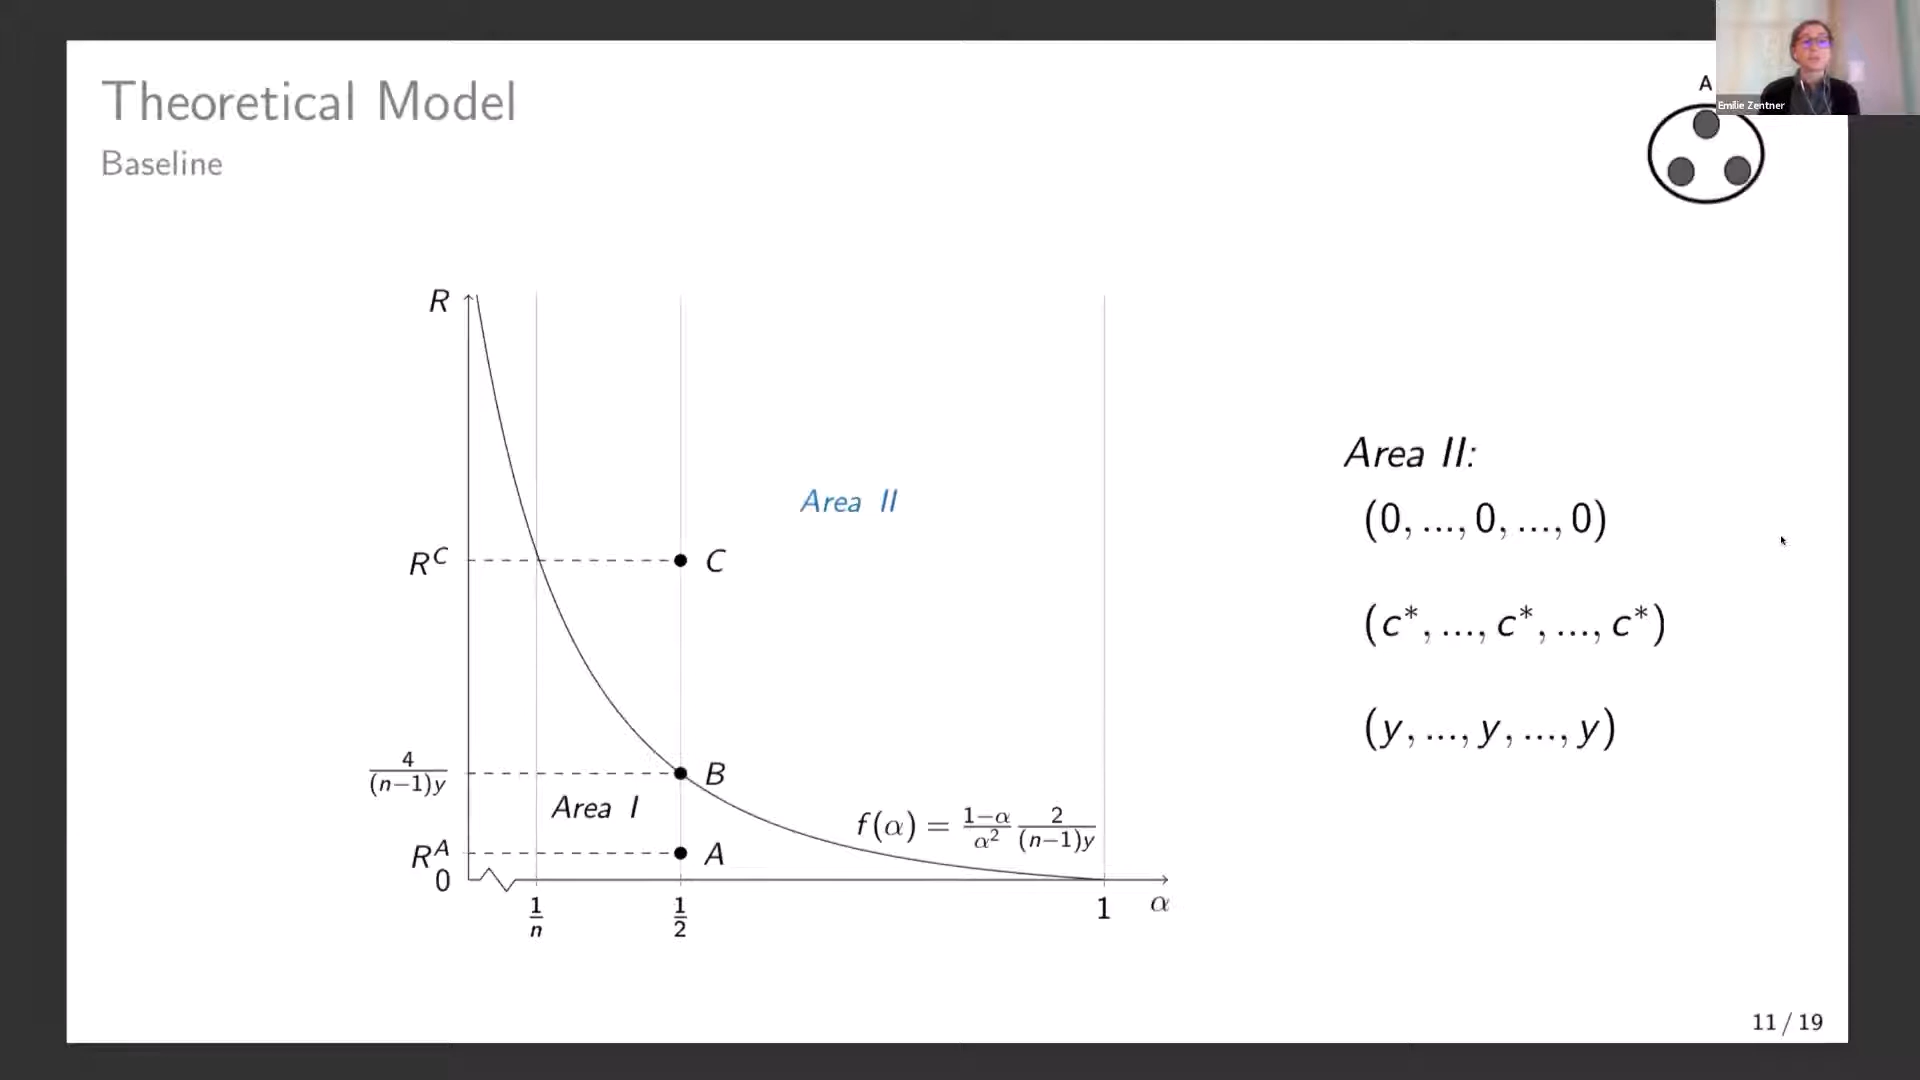 Theoretical Model
Baseline
A
Emilie Zentner
R
Area II
R^C
C
4/((n−1)y)
B
Area I
f(α) = (1−α)/α² 2/((n−1)y)
R^A
A
0
1/n
1/2
1
α
Area II:
(0, ..., 0, ..., 0)
(c*, ..., c*, ..., c*)
(y, ..., y, ..., y)
11 / 19